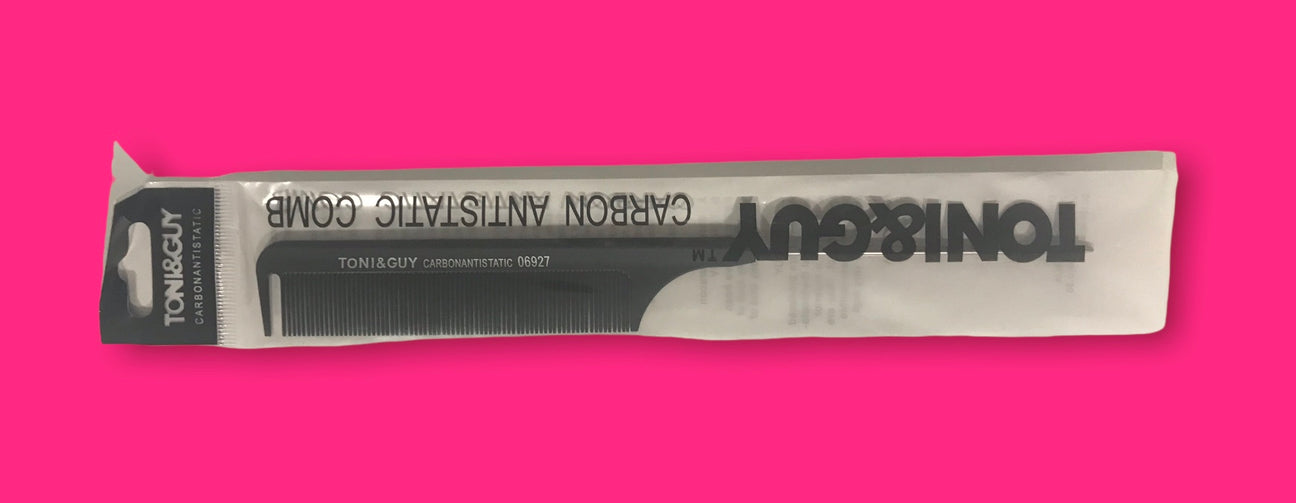 TONI&GUY
CARBONANTISTATIC
CARBON ANTISTATIC COMB
TONI&GUY TM
TONI&GUY CARBONANTISTATIC 06927